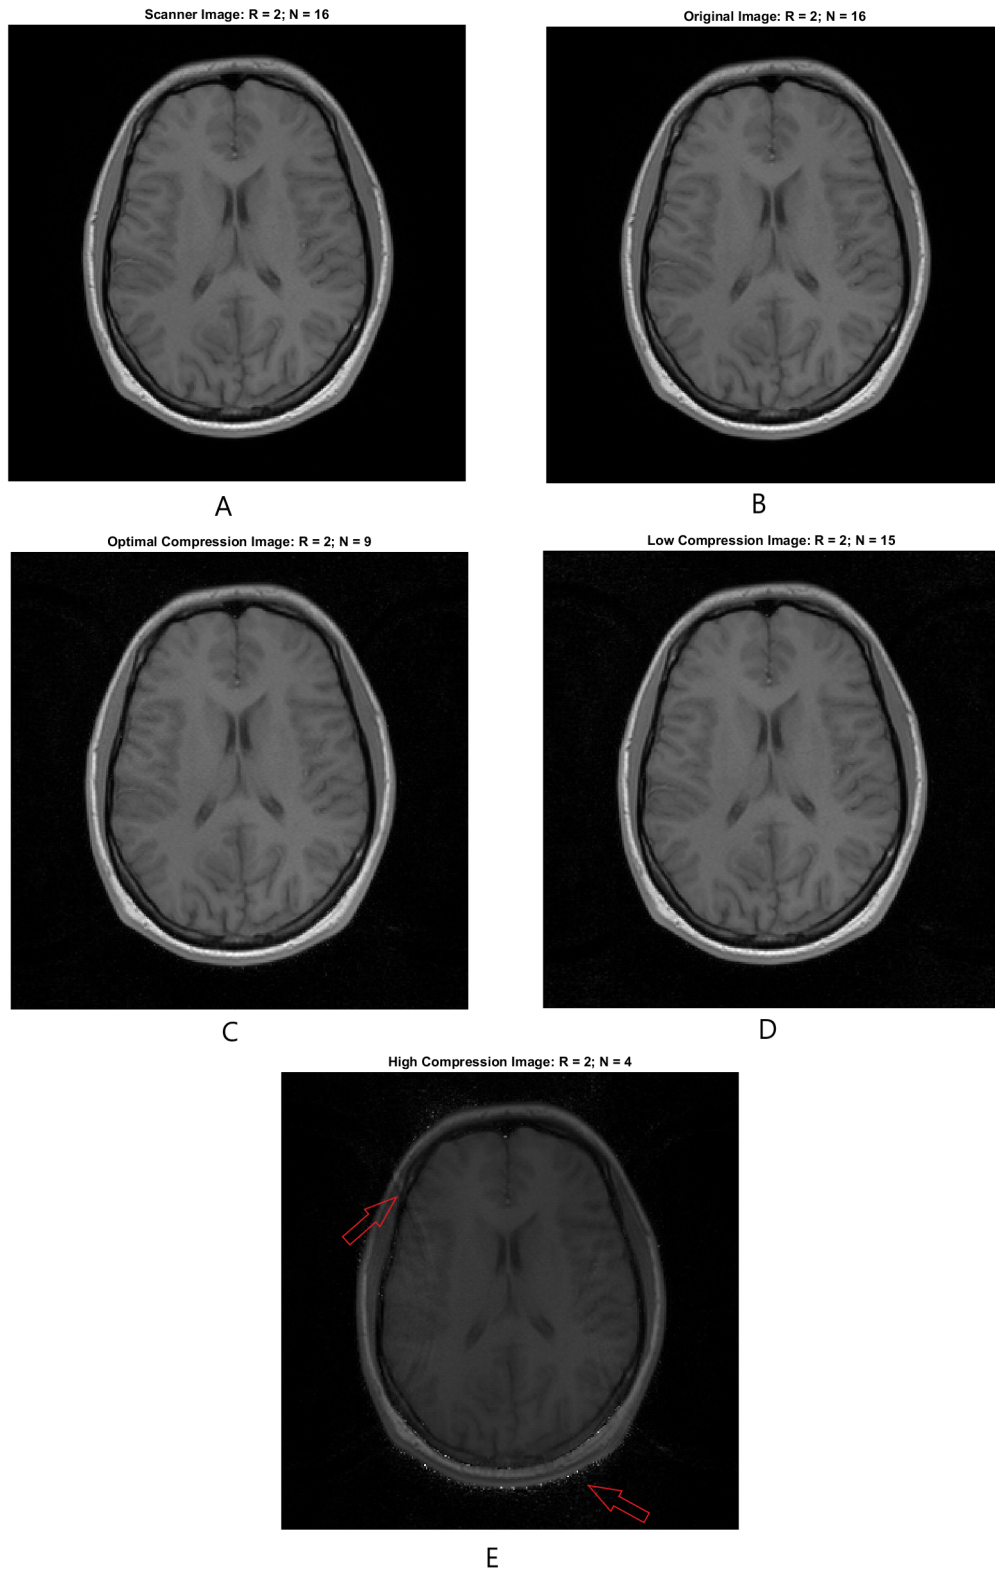 Scanner Image: R = 2; N = 16
Original Image: R = 2; N = 16
A
B
Optimal Compression Image: R = 2; N = 9
Low Compression Image: R = 2; N = 15
C
D
High Compression Image: R = 2; N = 4
E